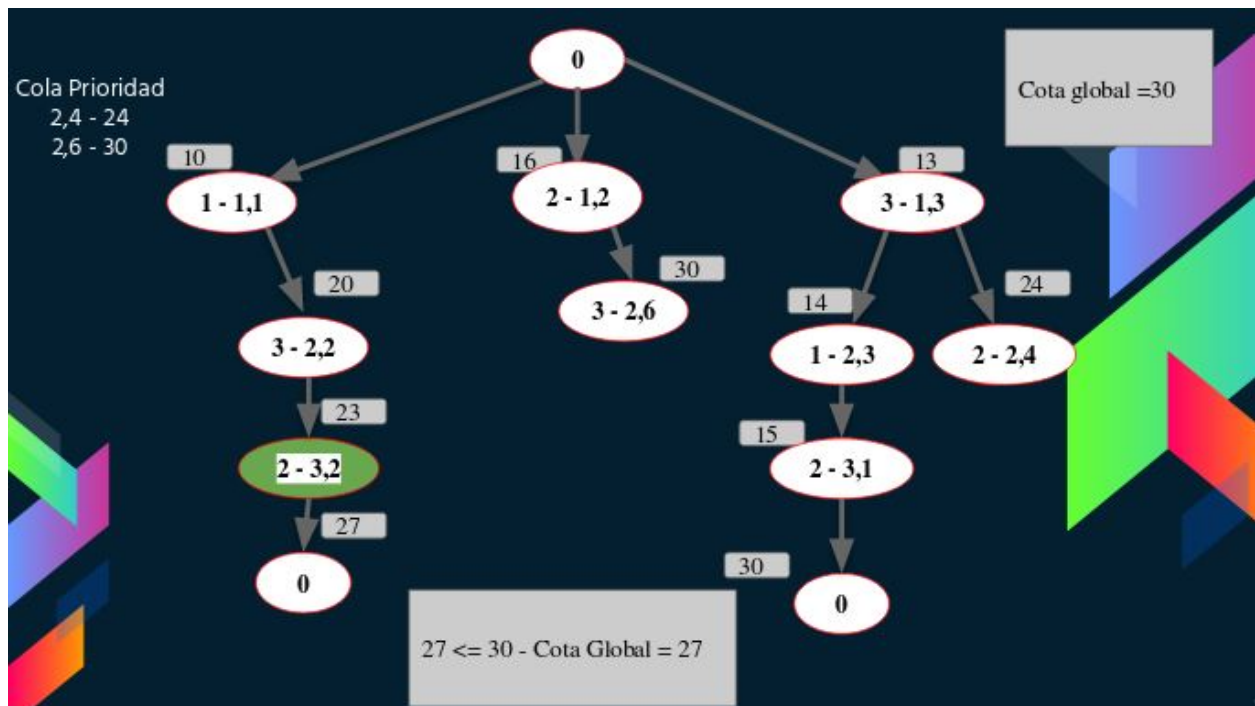 0
Cola Prioridad
2,4 - 24
2,6 - 30
Cota global =30
10
1 - 1,1
16
2 - 1,2
13
3 - 1,3
20
3 - 2,2
30
3 - 2,6
14
1 - 2,3
24
2 - 2,4
23
2 - 3,2
15
2 - 3,1
27
0
30
0
27 <= 30 - Cota Global = 27